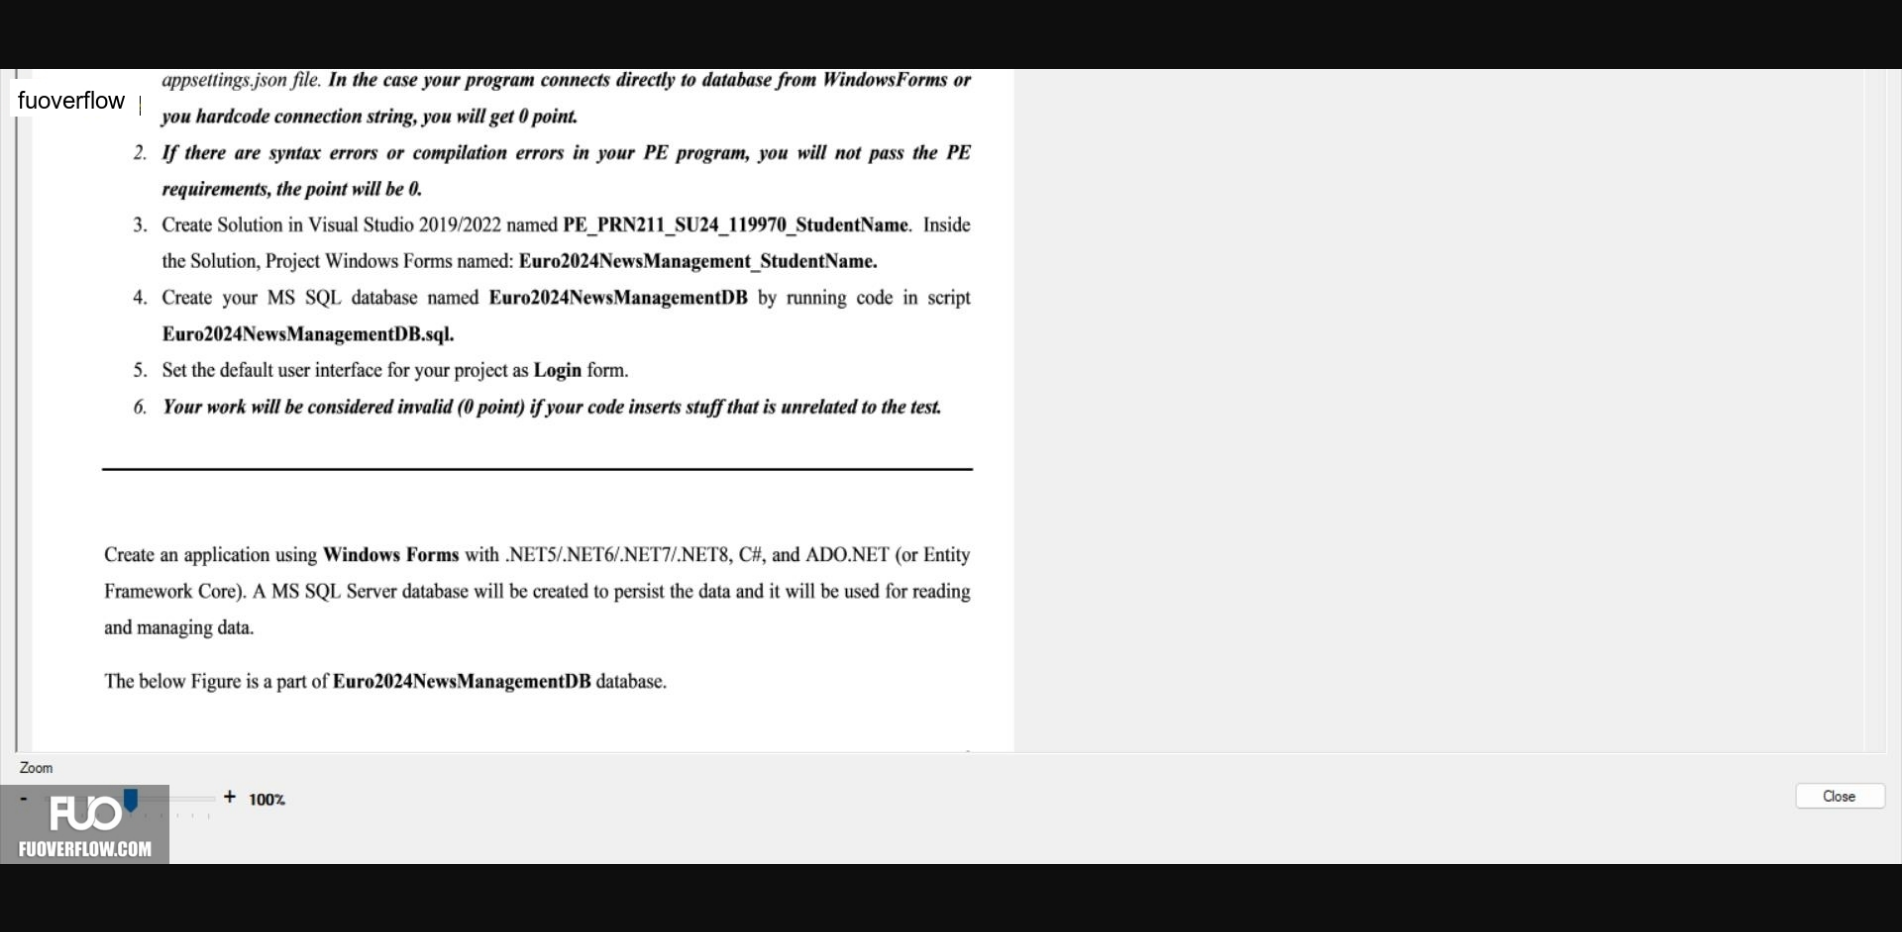 appsettings.json file. In the case your program connects directly to database from WindowsForms or
fuoverflow
you hardcode connection string, you will get 0 point.
2. If there are syntax errors or compilation errors in your PE program, you will not pass the PE
requirements, the point will be 0.
3. Create Solution in Visual Studio 2019/2022 named PE_PRN211_SU24_119970_StudentName. Inside
the Solution, Project Windows Forms named: Euro2024NewsManagement_StudentName.
4. Create your MS SQL database named Euro2024NewsManagementDB by running code in script
Euro2024NewsManagementDB.sql.
5. Set the default user interface for your project as Login form.
6. Your work will be considered invalid (0 point) if your code inserts stuff that is unrelated to the test.
Create an application using Windows Forms with .NET5/.NET6/.NET7/.NET8, C#, and ADO.NET (or Entity
Framework Core). A MS SQL Server database will be created to persist the data and it will be used for reading
and managing data.
The below Figure is a part of Euro2024NewsManagementDB database.
Zoom
- + 100%
Close
FUO
FUOVERFLOW.COM